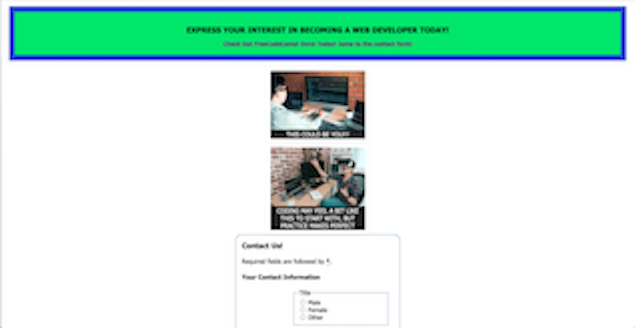 EXPRESS YOUR INTEREST IN BECOMING A WEB DEVELOPER TODAY!
Check Out FreeCodeCamp Here Today! Jump to the contact form!
THIS COULD BE YOU!!
CODING MAY FEEL A BIT LIKE
THIS TO START WITH, BUT
PRACTICE MAKES PERFECT
Contact Us!
Required fields are followed by *.
Your Contact Information
Title
Male
Female
Other